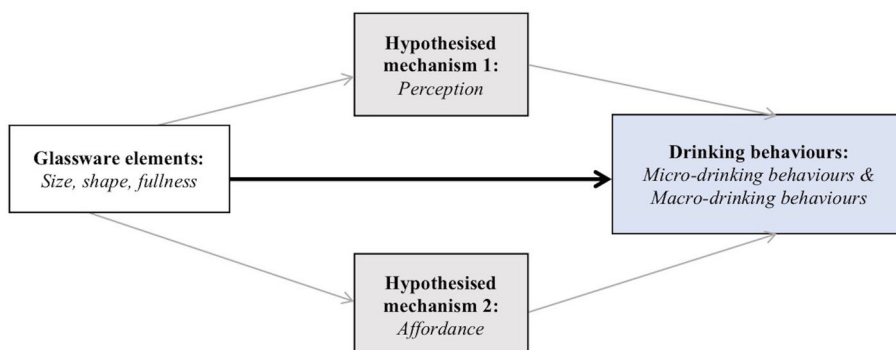 Hypothesised
mechanism 1:
Perception
Glassware elements:
Size, shape, fullness
Drinking behaviours:
Micro-drinking behaviours &
Macro-drinking behaviours
Hypothesised
mechanism 2:
Affordance